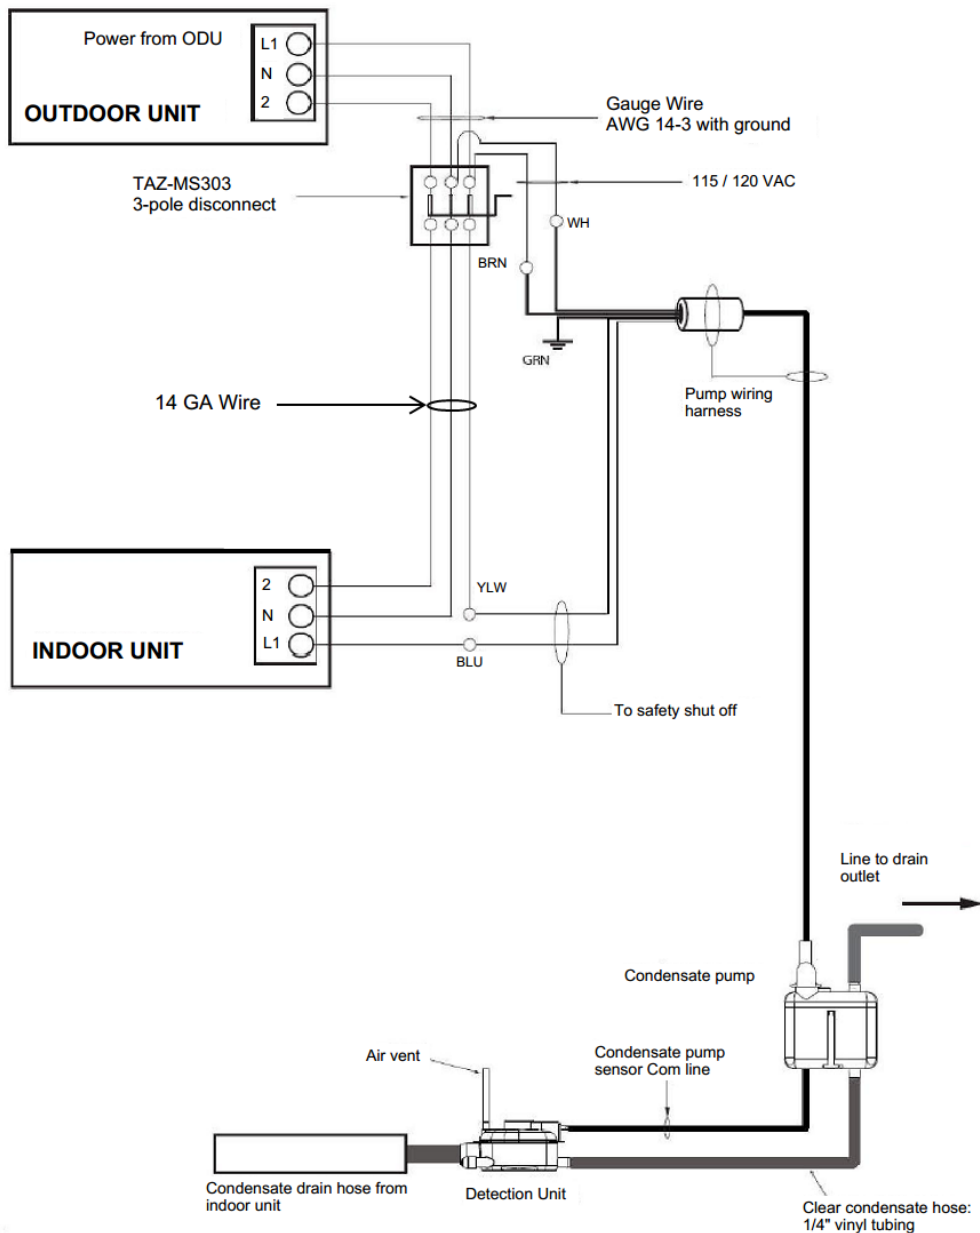 Power from ODU
L1
N
2
OUTDOOR UNIT
Gauge Wire
AWG 14-3 with ground
TAZ-MS303
3-pole disconnect
115 / 120 VAC
WH
BRN
GRN
Pump wiring
harness
14 GA Wire
2
N
L1
INDOOR UNIT
YLW
BLU
To safety shut off
Line to drain
outlet
Condensate pump
Air vent
Condensate pump
sensor Com line
Condensate drain hose from
indoor unit
Detection Unit
Clear condensate hose:
1/4" vinyl tubing